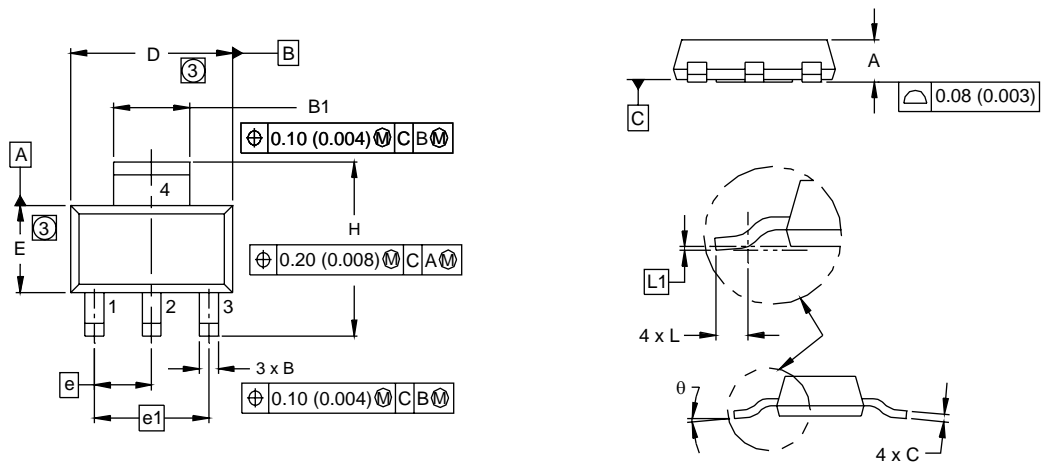 D
B
③
B1
⌖ 0.10 (0.004) Ⓜ C B Ⓜ
A
4
③
E
H
⌖ 0.20 (0.008) Ⓜ C A Ⓜ
1 2 3
e
3 x B
e1
⌖ 0.10 (0.004) Ⓜ C B Ⓜ
A
C
0.08 (0.003)
L1
4 x L
θ
4 x C